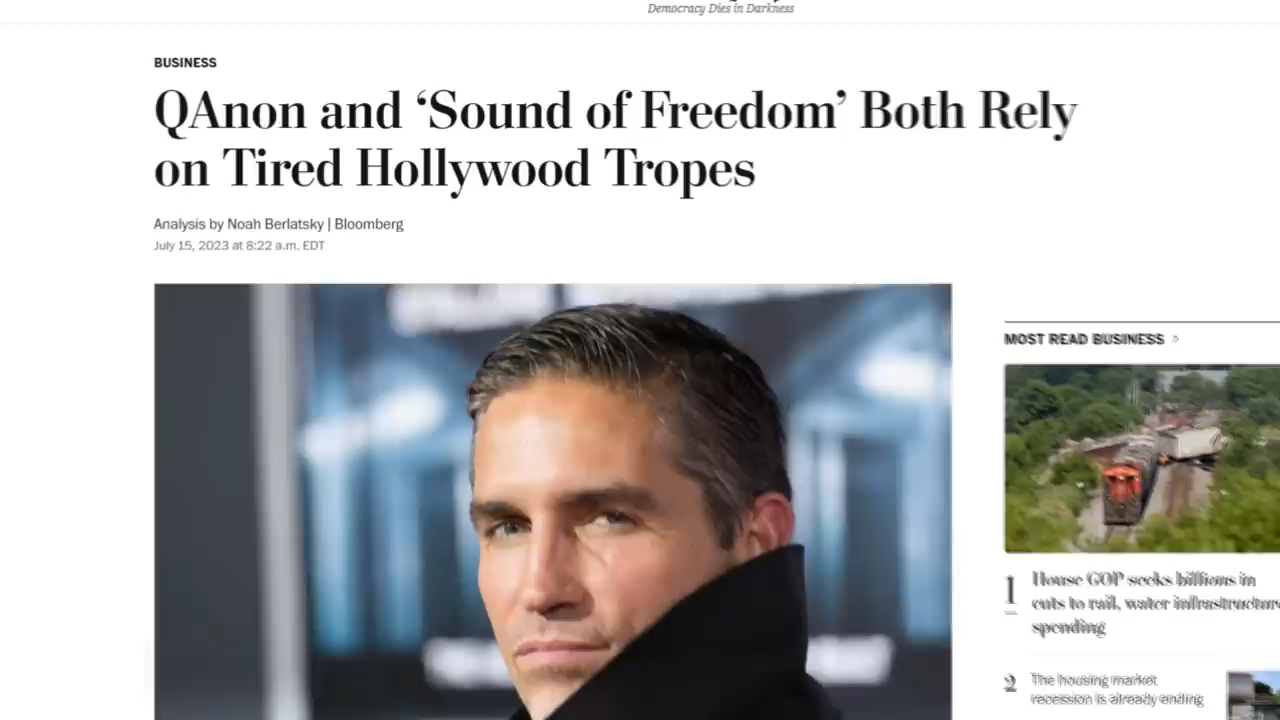 Democracy Dies in Darkness
BUSINESS
QAnon and ‘Sound of Freedom’ Both Rely
on Tired Hollywood Tropes
Analysis by Noah Berlatsky | Bloomberg
July 15, 2023 at 8:22 a.m. EDT
MOST READ BUSINESS >
1
House GOP seeks billions in
cuts to rail, water infrastructure
spending
2
The housing market
recession is already ending